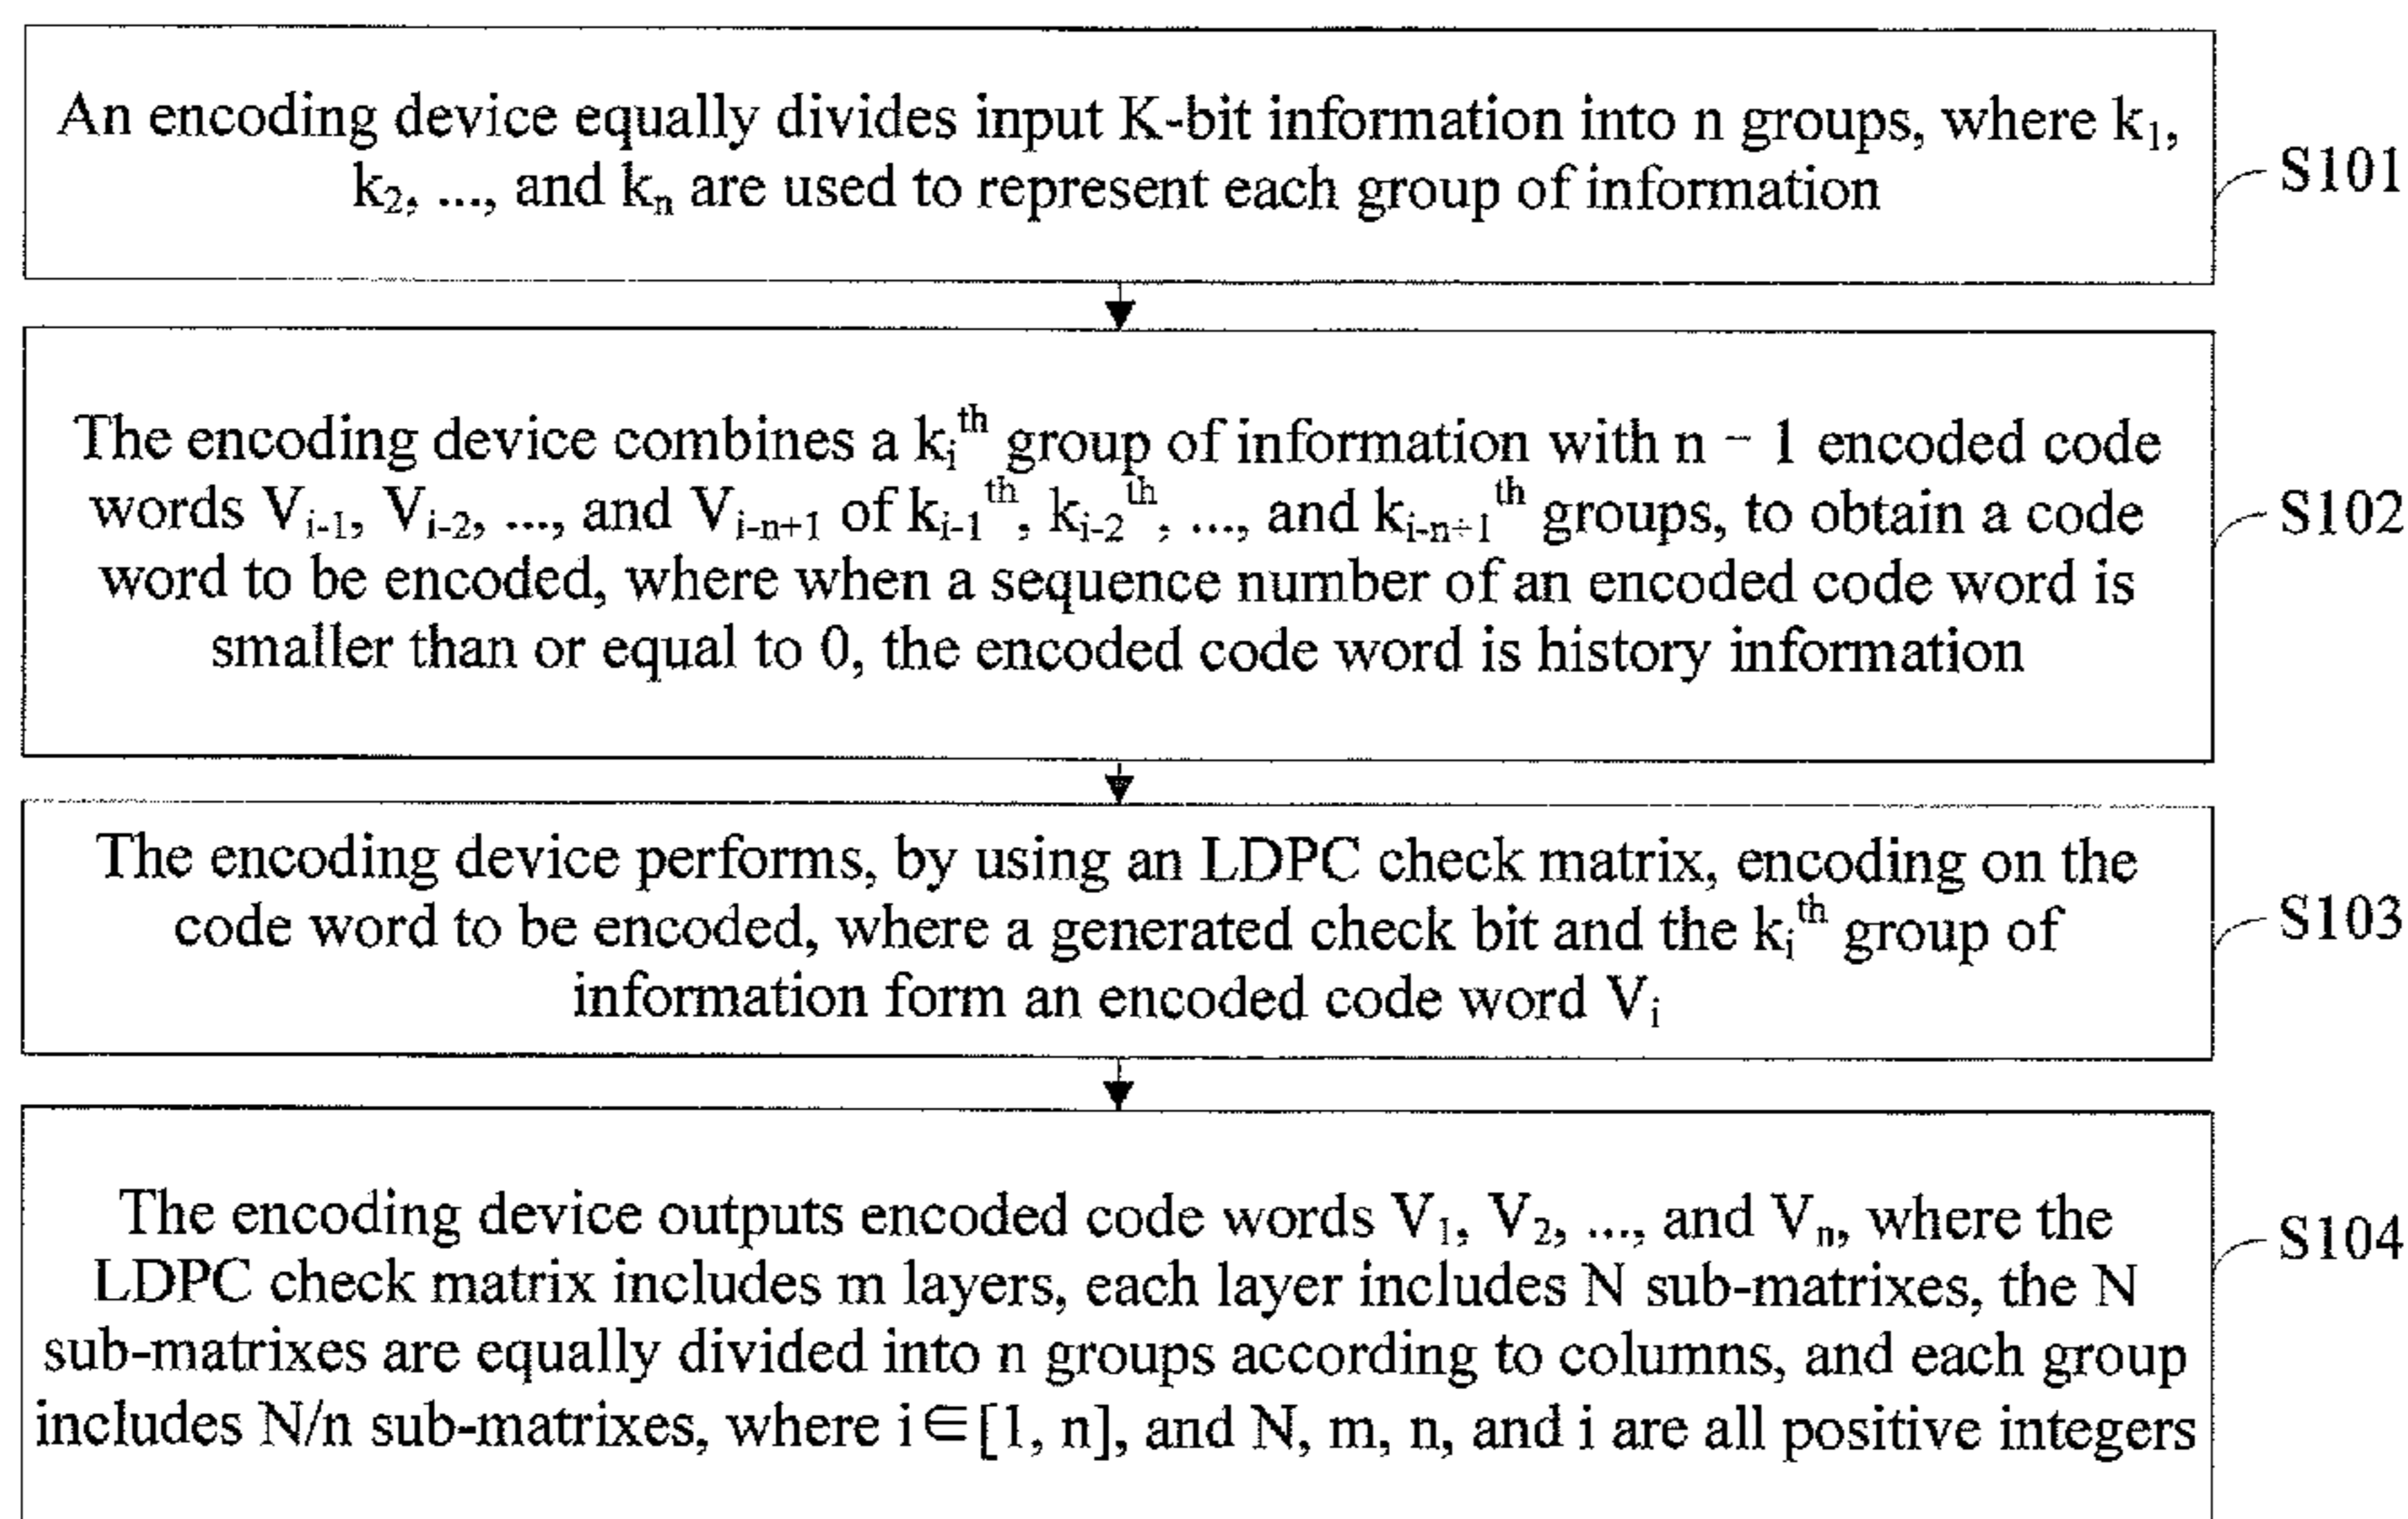 An encoding device equally divides input K-bit information into n groups, where k₁,
k₂, ..., and kₙ are used to represent each group of information
S101
The encoding device combines a kᵢᵗʰ group of information with n - 1 encoded code
words Vᵢ₋₁, Vᵢ₋₂, ..., and Vᵢ₋ₙ₊₁ of kᵢ₋₁ᵗʰ, kᵢ₋₂ᵗʰ, ..., and kᵢ₋ₙ₊₁ᵗʰ groups, to obtain a code
word to be encoded, where when a sequence number of an encoded code word is
smaller than or equal to 0, the encoded code word is history information
S102
The encoding device performs, by using an LDPC check matrix, encoding on the
code word to be encoded, where a generated check bit and the kᵢᵗʰ group of
information form an encoded code word Vᵢ
S103
The encoding device outputs encoded code words V₁, V₂, ..., and Vₙ, where the
LDPC check matrix includes m layers, each layer includes N sub-matrixes, the N
sub-matrixes are equally divided into n groups according to columns, and each group
includes N/n sub-matrixes, where i∈[1, n], and N, m, n, and i are all positive integers
S104